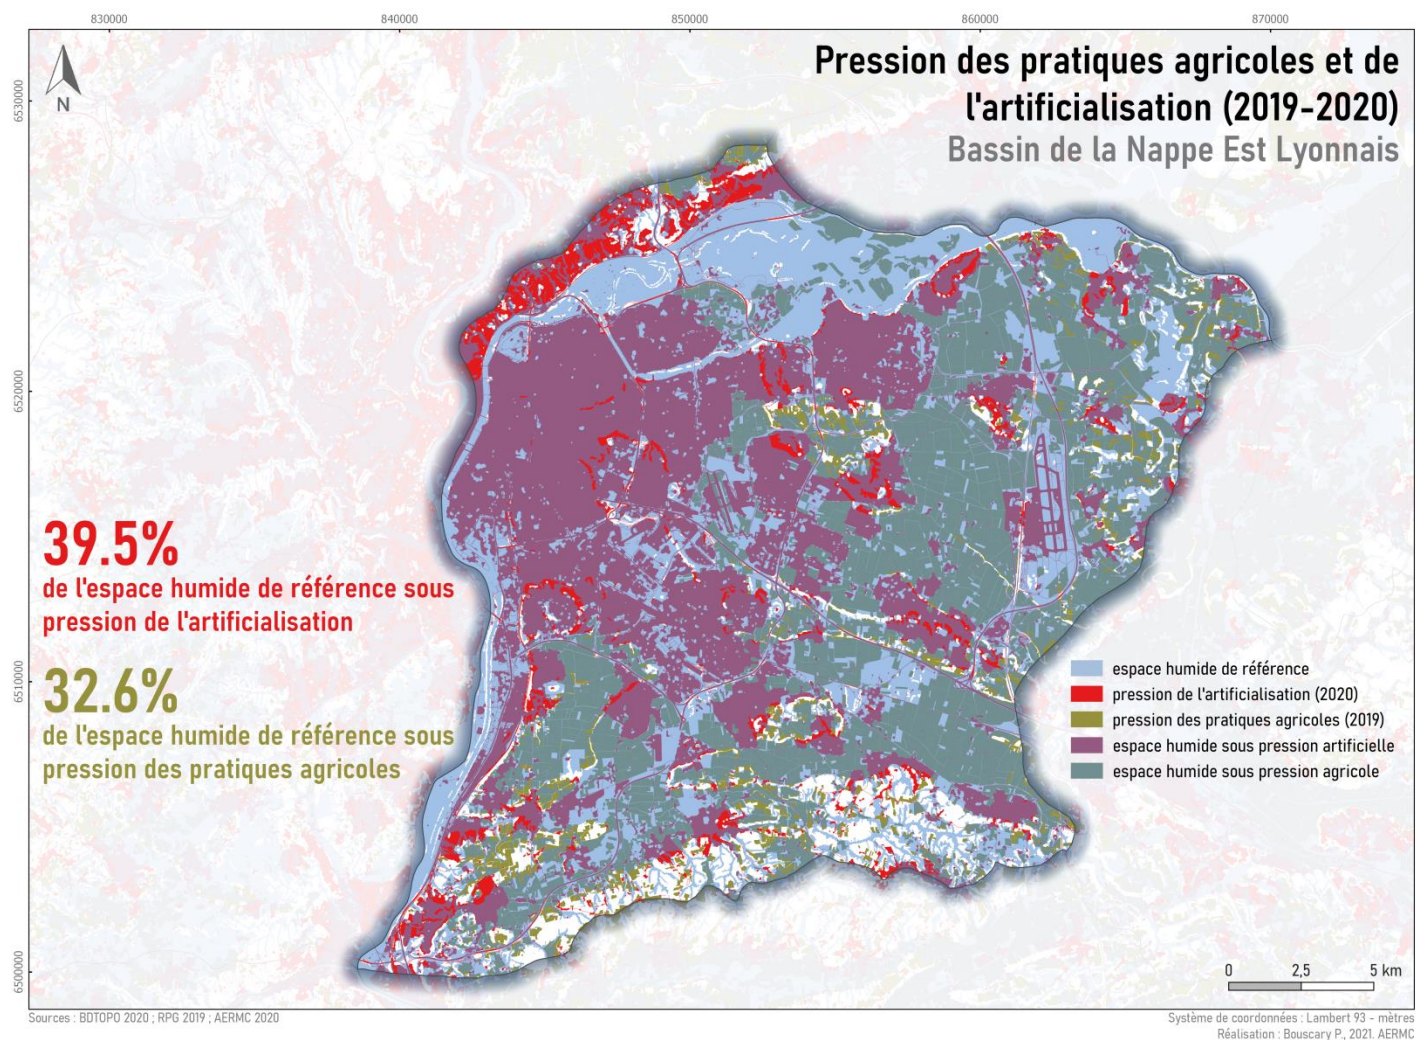 830000
840000
850000
860000
870000
Pression des pratiques agricoles et de
l'artificialisation (2019-2020)
Bassin de la Nappe Est Lyonnais
N
6530000
6520000
6510000
6500000
39.5%
de l'espace humide de référence sous
pression de l'artificialisation
32.6%
de l'espace humide de référence sous
pression des pratiques agricoles
espace humide de référence
pression de l'artificialisation (2020)
pression des pratiques agricoles (2019)
espace humide sous pression artificielle
espace humide sous pression agricole
0 2,5 5 km
Sources : BDTOPO 2020 ; RPG 2019 ; AERMC 2020
Système de coordonnées : Lambert 93 - mètres
Réalisation : Bouscary P., 2021. AERMC